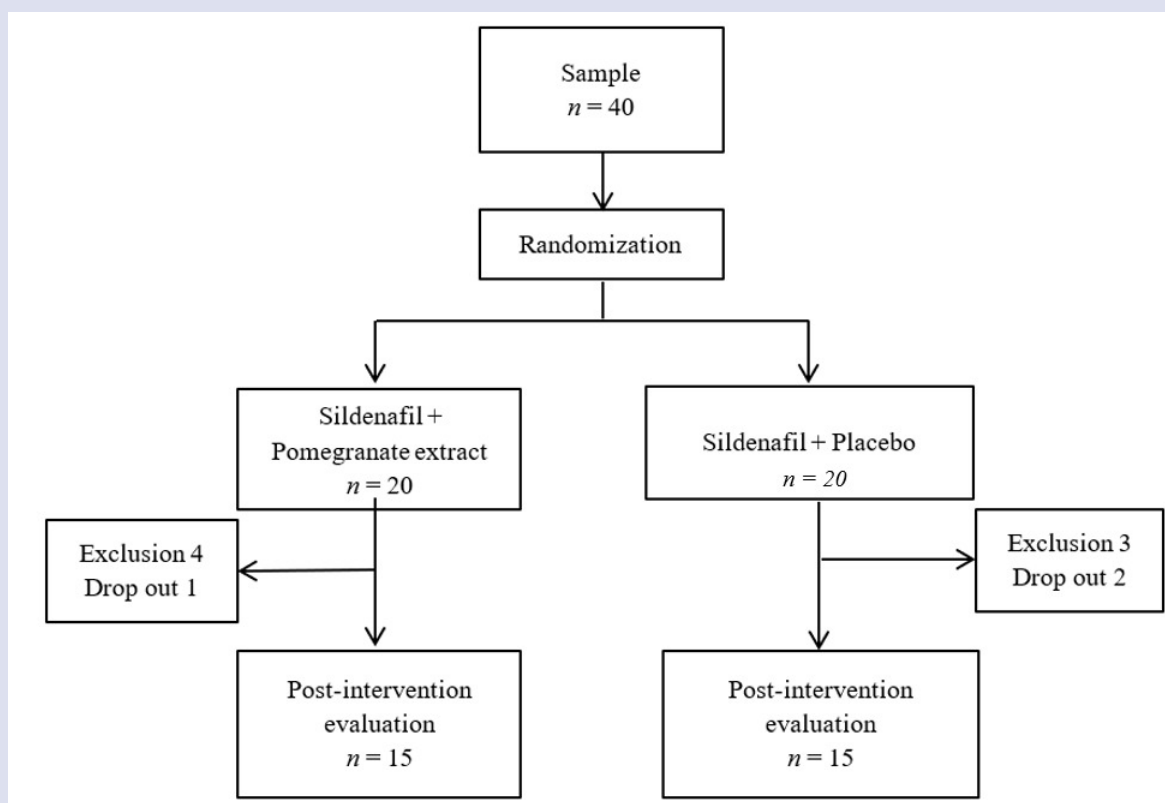 Sample
n = 40
Randomization
Sildenafil +
Pomegranate extract
n = 20
Sildenafil + Placebo
n = 20
Exclusion 4
Drop out 1
Exclusion 3
Drop out 2
Post-intervention
evaluation
n = 15
Post-intervention
evaluation
n = 15